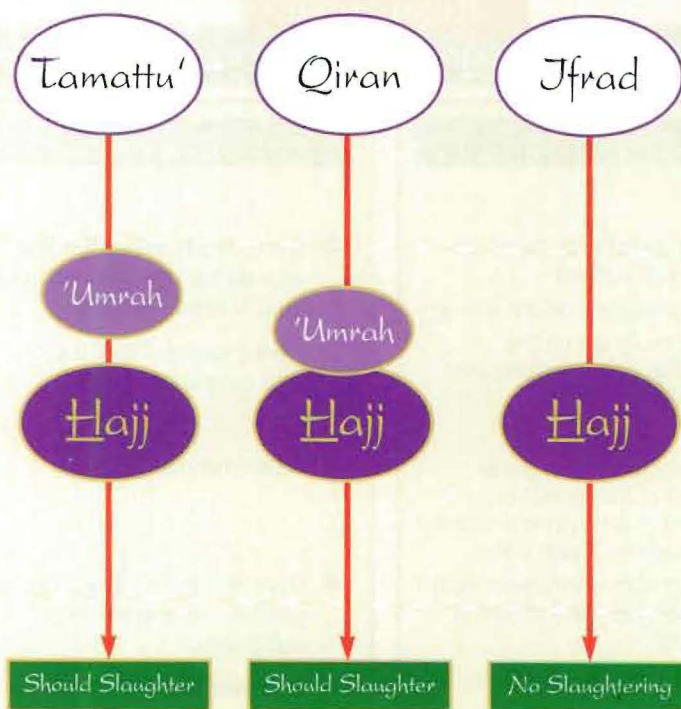 Tamattu‘
Qiran
Ifrad
'Umrah
'Umrah
Hajj
Hajj
Hajj
Should Slaughter
Should Slaughter
No Slaughtering